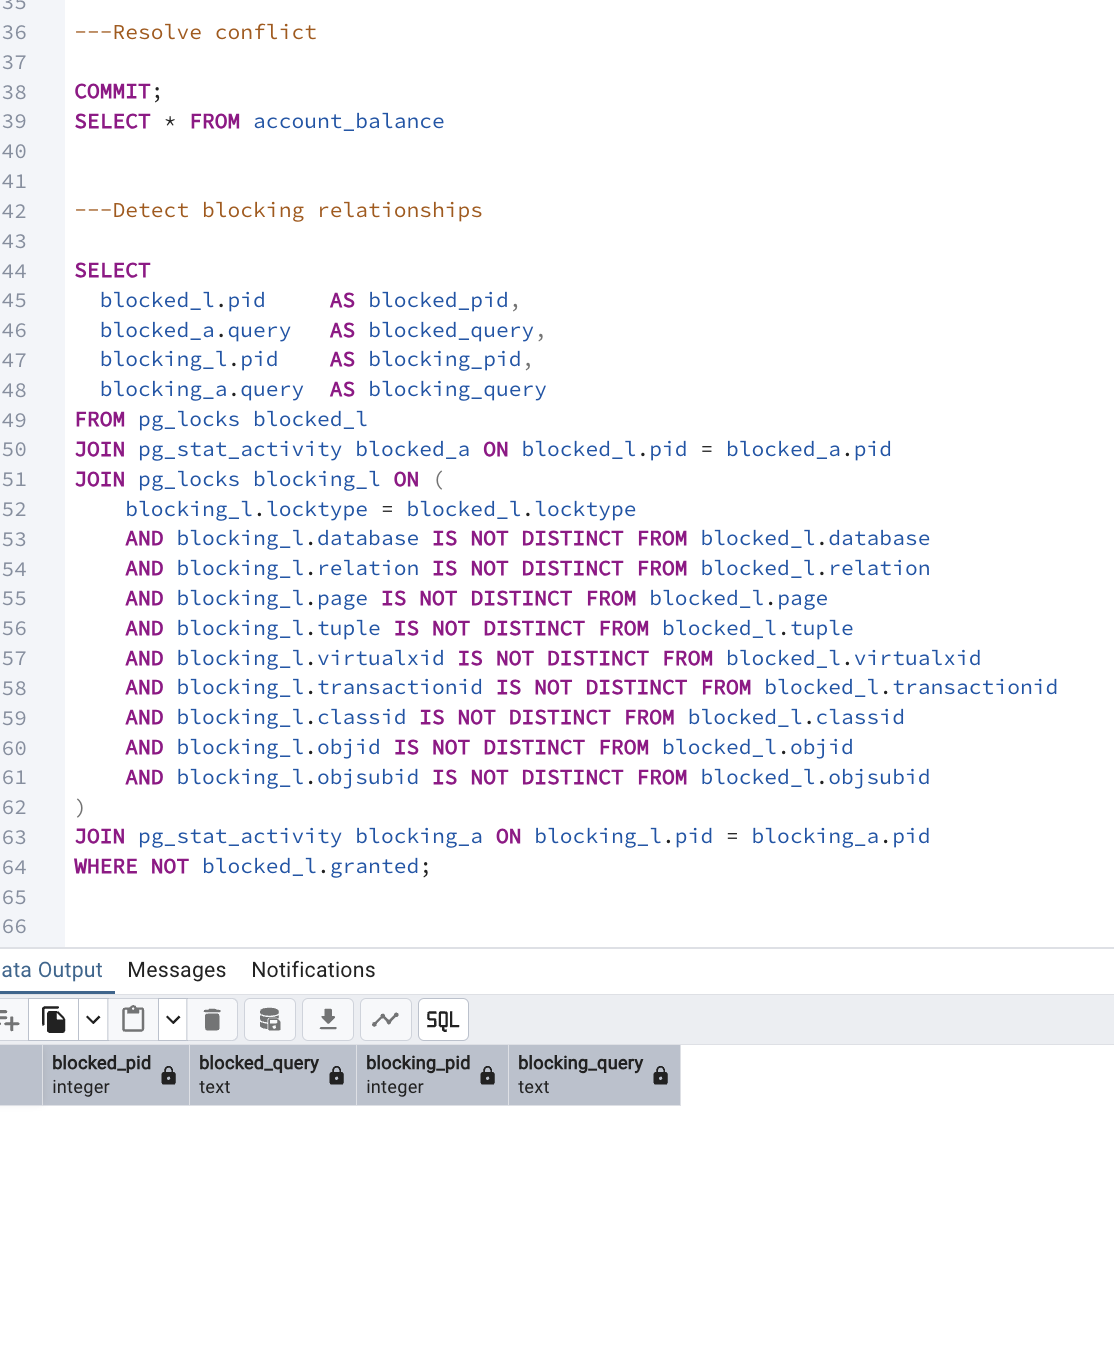 35
36 ---Resolve conflict
37
38 COMMIT;
39 SELECT * FROM account_balance
40
41
42 ---Detect blocking relationships
43
44 SELECT
45   blocked_l.pid     AS blocked_pid,
46   blocked_a.query   AS blocked_query,
47   blocking_l.pid    AS blocking_pid,
48   blocking_a.query  AS blocking_query
49 FROM pg_locks blocked_l
50 JOIN pg_stat_activity blocked_a ON blocked_l.pid = blocked_a.pid
51 JOIN pg_locks blocking_l ON (
52     blocking_l.locktype = blocked_l.locktype
53     AND blocking_l.database IS NOT DISTINCT FROM blocked_l.database
54     AND blocking_l.relation IS NOT DISTINCT FROM blocked_l.relation
55     AND blocking_l.page IS NOT DISTINCT FROM blocked_l.page
56     AND blocking_l.tuple IS NOT DISTINCT FROM blocked_l.tuple
57     AND blocking_l.virtualxid IS NOT DISTINCT FROM blocked_l.virtualxid
58     AND blocking_l.transactionid IS NOT DISTINCT FROM blocked_l.transactionid
59     AND blocking_l.classid IS NOT DISTINCT FROM blocked_l.classid
60     AND blocking_l.objid IS NOT DISTINCT FROM blocked_l.objid
61     AND blocking_l.objsubid IS NOT DISTINCT FROM blocked_l.objsubid
62 )
63 JOIN pg_stat_activity blocking_a ON blocking_l.pid = blocking_a.pid
64 WHERE NOT blocked_l.granted;
65
66
ata Output Messages Notifications
SQL
blocked_pid blocked_query blocking_pid blocking_query
integer text integer text